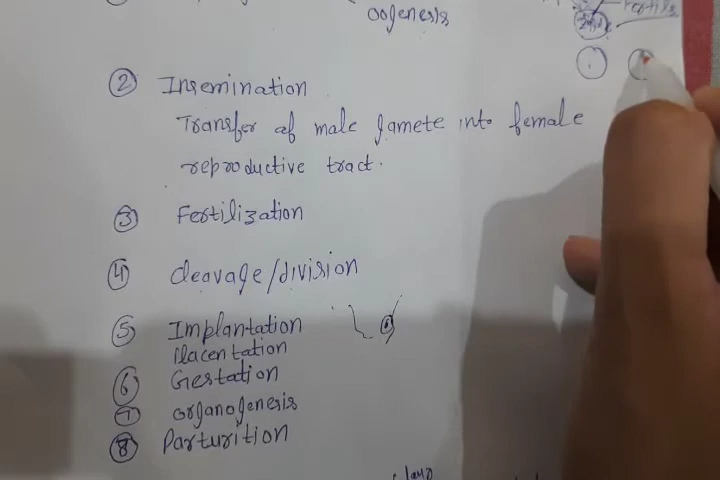 oogenesis
② Insemination
Transfer of male gamete into female
reproductive tract.
③ Fertilization
④ cleavage/division
⑤ Implantation
Placentation
⑥ Gestation
⑦ organogenesis
⑧ Parturition